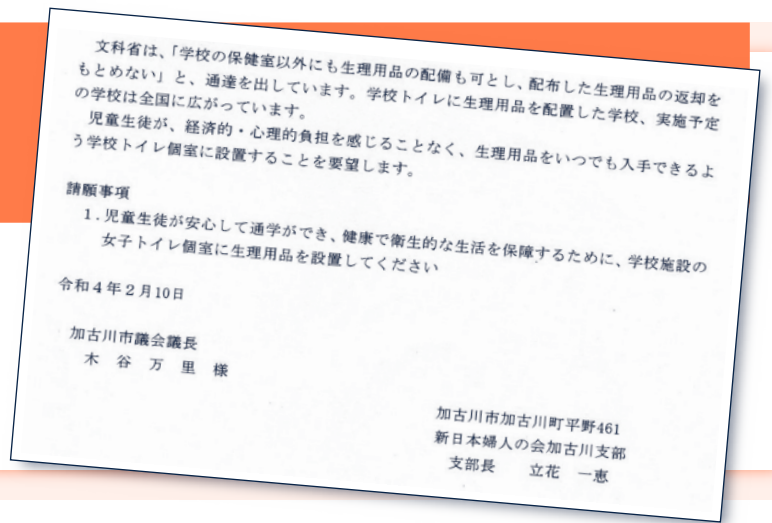 文科省は、「学校の保健室以外にも生理用品の配備も可とし、配布した生理用品の返却を
もとめない」と、通達を出しています。学校トイレに生理用品を配置した学校、実施予定
の学校は全国に広がっています。
児童生徒が、経済的・心理的負担を感じることなく、生理用品をいつでも入手できるよ
う学校トイレ個室に設置することを要望します。
請願事項
1.児童生徒が安心して通学ができ、健康で衛生的な生活を保障するために、学校施設の
女子トイレ個室に生理用品を設置してください
令和4年2月10日
加古川市議会議長
木 谷 万 里 様
加古川市加古川町平野461
新日本婦人の会加古川支部
支部長 立花 一恵